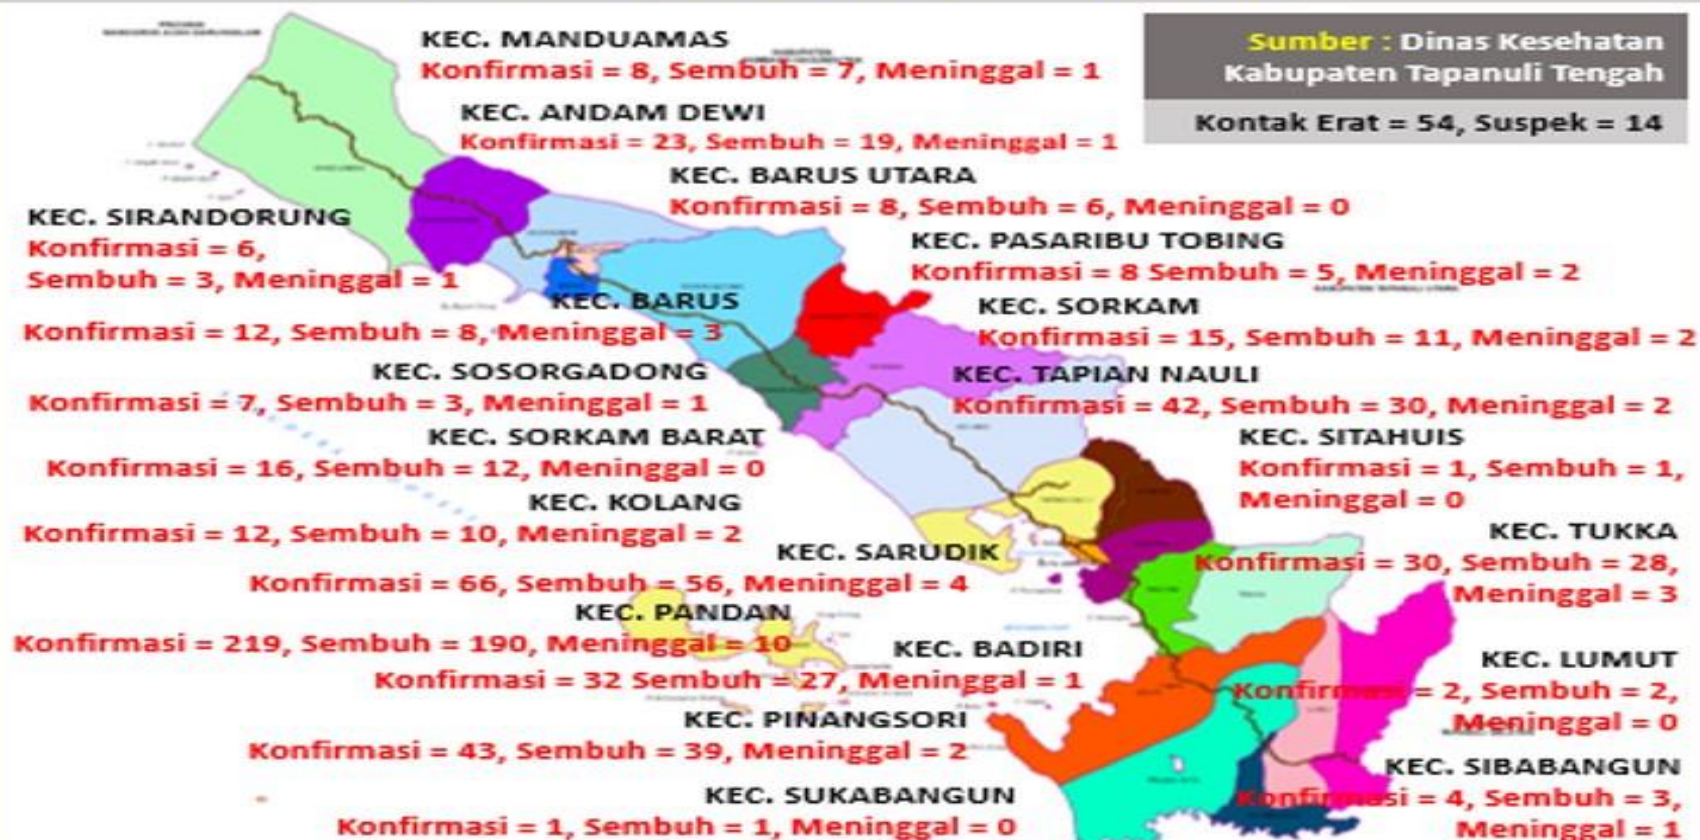 KEC. MANDUAMAS
Konfirmasi = 8, Sembuh = 7, Meninggal = 1
Sumber : Dinas Kesehatan
Kabupaten Tapanuli Tengah
Kontak Erat = 54, Suspek = 14
KEC. ANDAM DEWI
Konfirmasi = 23, Sembuh = 19, Meninggal = 1
KEC. BARUS UTARA
Konfirmasi = 8, Sembuh = 6, Meninggal = 0
KEC. SIRANDORUNG
Konfirmasi = 6,
Sembuh = 3, Meninggal = 1
KEC. PASARIBU TOBING
Konfirmasi = 8 Sembuh = 5, Meninggal = 2
KEC. BARUS
Konfirmasi = 12, Sembuh = 8, Meninggal = 3
KEC. SORKAM
Konfirmasi = 15, Sembuh = 11, Meninggal = 2
KEC. SOSORGADONG
Konfirmasi = 7, Sembuh = 3, Meninggal = 1
KEC. TAPIAN NAULI
Konfirmasi = 42, Sembuh = 30, Meninggal = 2
KEC. SORKAM BARAT
Konfirmasi = 16, Sembuh = 12, Meninggal = 0
KEC. SITAHUIS
Konfirmasi = 1, Sembuh = 1,
Meninggal = 0
KEC. KOLANG
Konfirmasi = 12, Sembuh = 10, Meninggal = 2
KEC. TUKKA
Konfirmasi = 30, Sembuh = 28,
Meninggal = 3
KEC. SARUDIK
Konfirmasi = 66, Sembuh = 56, Meninggal = 4
KEC. PANDAN
Konfirmasi = 219, Sembuh = 190, Meninggal = 10
KEC. BADIRI
Konfirmasi = 32 Sembuh = 27, Meninggal = 1
KEC. LUMUT
Konfirmasi = 2, Sembuh = 2,
Meninggal = 0
KEC. PINANGSORI
Konfirmasi = 43, Sembuh = 39, Meninggal = 2
KEC. SIBABANGUN
Konfirmasi = 4, Sembuh = 3,
Meninggal = 1
KEC. SUKABANGUN
Konfirmasi = 1, Sembuh = 1, Meninggal = 0